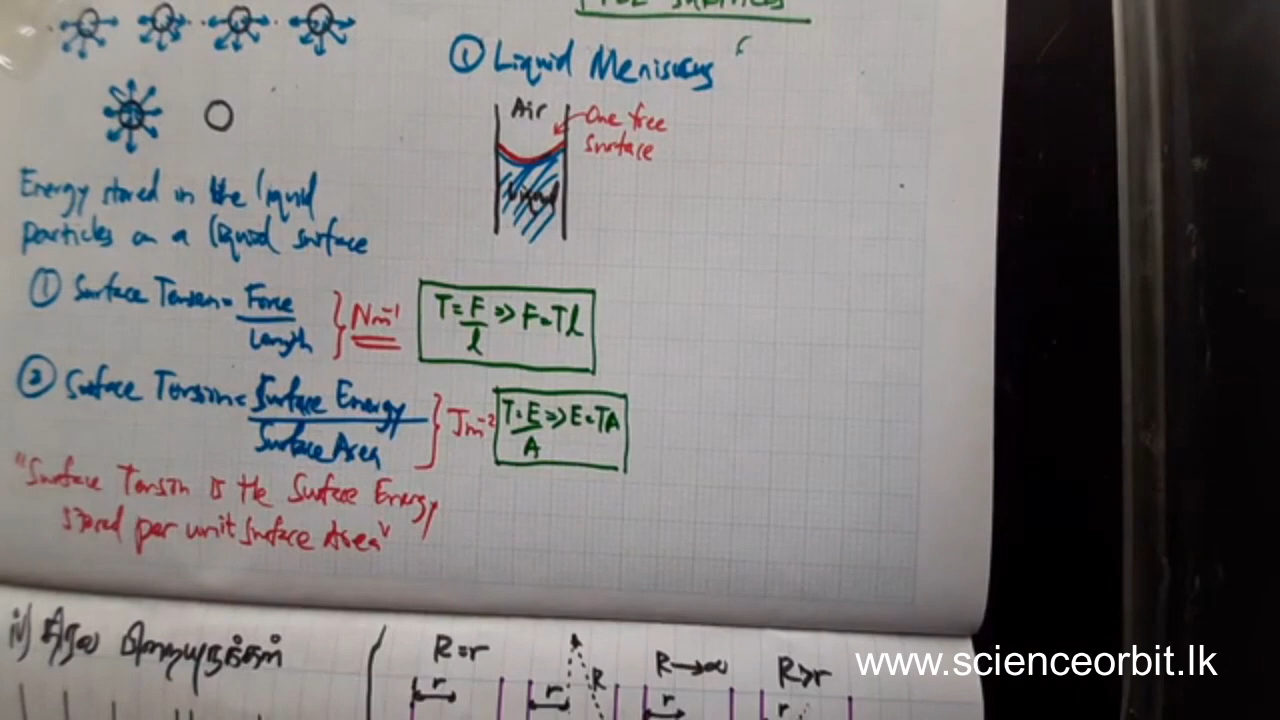 ① Liquid Meniscus
Air
One free
Surface
Liquid
Energy stored in the liquid
particles on a liquid surface
① Surface Tension = Force
Length
} Nm⁻¹
T = F/l => F = Tl
② Surface Tension = Surface Energy
Surface Area
} Jm⁻²
T = E/A => E = TA
"Surface Tension is the Surface Energy
stored per unit Surface Area"
R = r
r
r
R
R → ∞
r
R > r
r
www.scienceorbit.lk